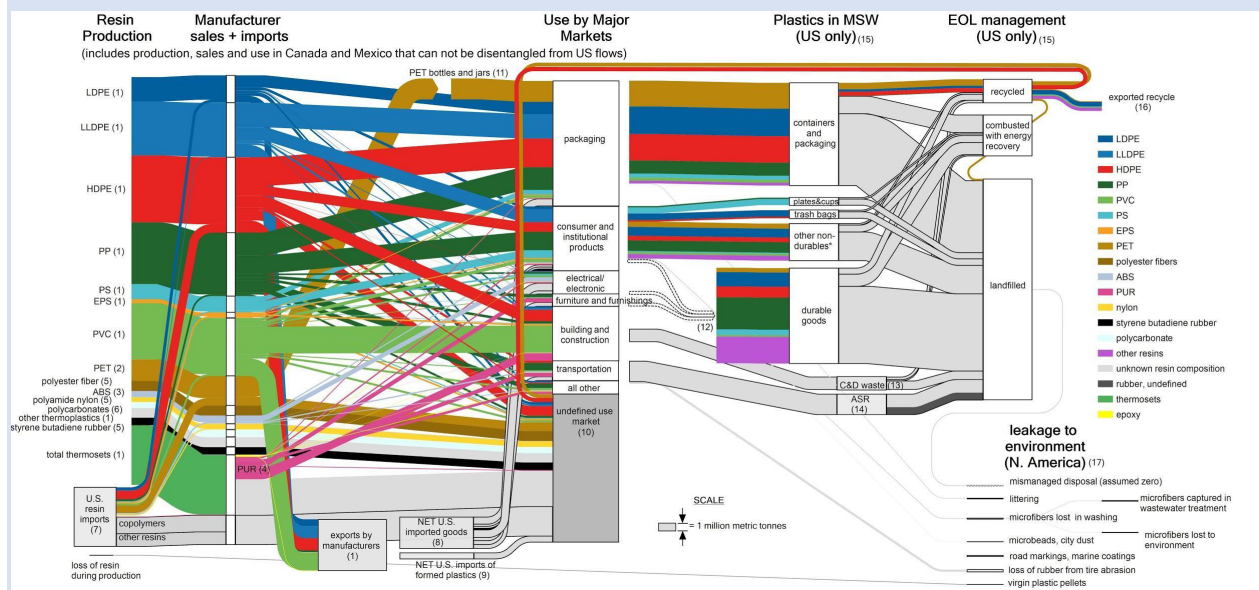 Resin
Production
Manufacturer
sales + imports
Use by Major
Markets
Plastics in MSW
(US only) (15)
EOL management
(US only) (15)
(includes production, sales and use in Canada and Mexico that can not be disentangled from US flows)
LDPE (1)
LLDPE (1)
HDPE (1)
PP (1)
PS (1)
EPS (1)
PVC (1)
PET (2)
polyester fiber (5)
ABS (3)
polyamide nylon (5)
polycarbonates (6)
other thermoplastics (1)
styrene butadiene rubber (5)
total thermosets (1)
U.S.
resin
imports
(7)
copolymers
other resins
loss of resin
during production
PUR (4)
PET bottles and jars (11)
exports by
manufacturers
(1)
NET U.S.
imported goods
(8)
NET U.S. imports of
formed plastics (9)
packaging
consumer and
institutional
products
electrical/
electronic
furniture and furnishings
building and
construction
transportation
all other
undefined use
market
(10)
(12)
SCALE
= 1 million metric tonnes
containers
and
packaging
plates&cups
trash bags
other non-
durables*
durable
goods
C&D waste (13)
ASR
(14)
recycled
combusted
with energy
recovery
landfilled
exported recycle
(16)
LDPE
LLDPE
HDPE
PP
PVC
PS
EPS
PET
polyester fibers
ABS
PUR
nylon
styrene butadiene rubber
polycarbonate
other resins
unknown resin composition
rubber, undefined
thermosets
epoxy
leakage to
environment
(N. America) (17)
mismanaged disposal (assumed zero)
littering
microfibers lost in washing
microbeads, city dust
road markings, marine coatings
loss of rubber from tire abrasion
virgin plastic pellets
microfibers captured in
wastewater treatment
microfibers lost to
environment